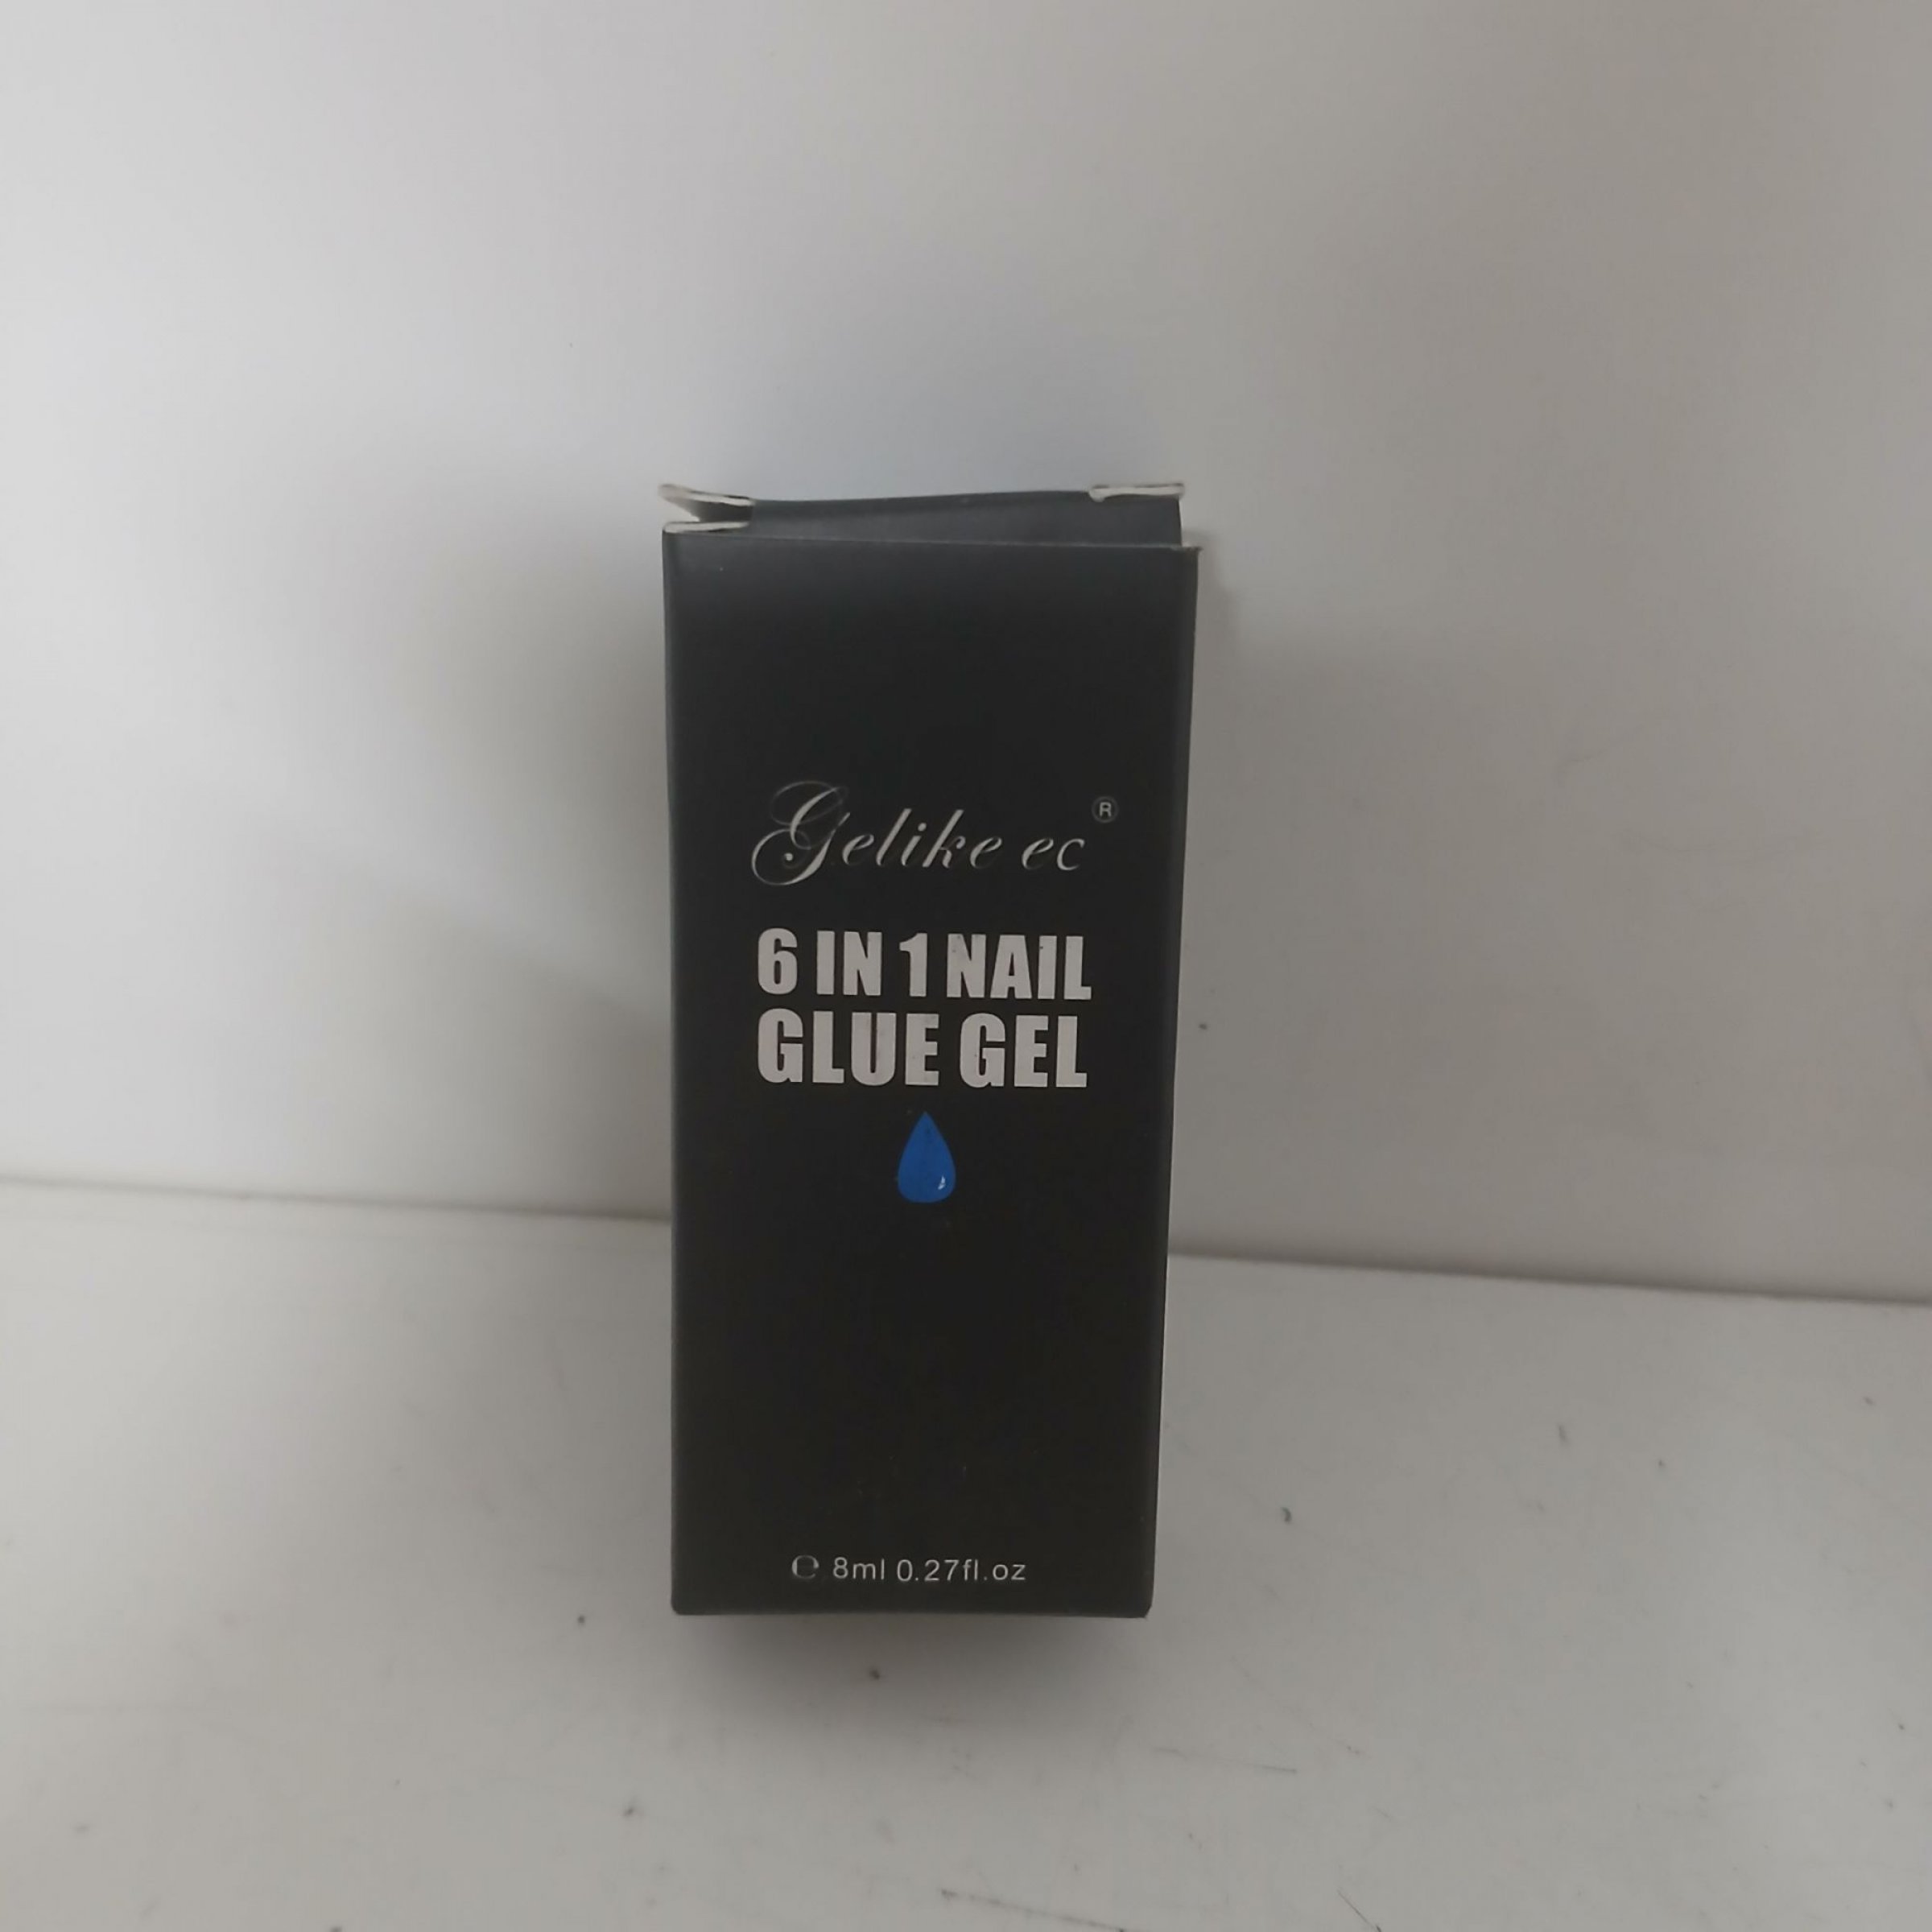 Gelike ec®
6 IN 1 NAIL
GLUE GEL
℮ 8ml 0.27fl.oz